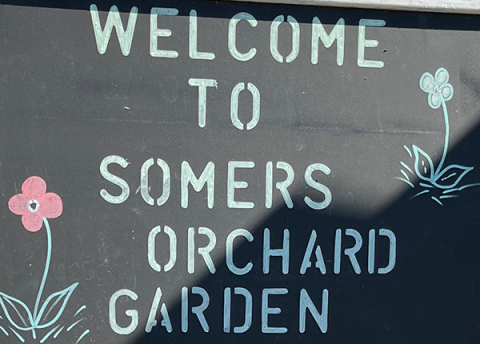 WELCOME
TO
SOMERS
ORCHARD
GARDEN